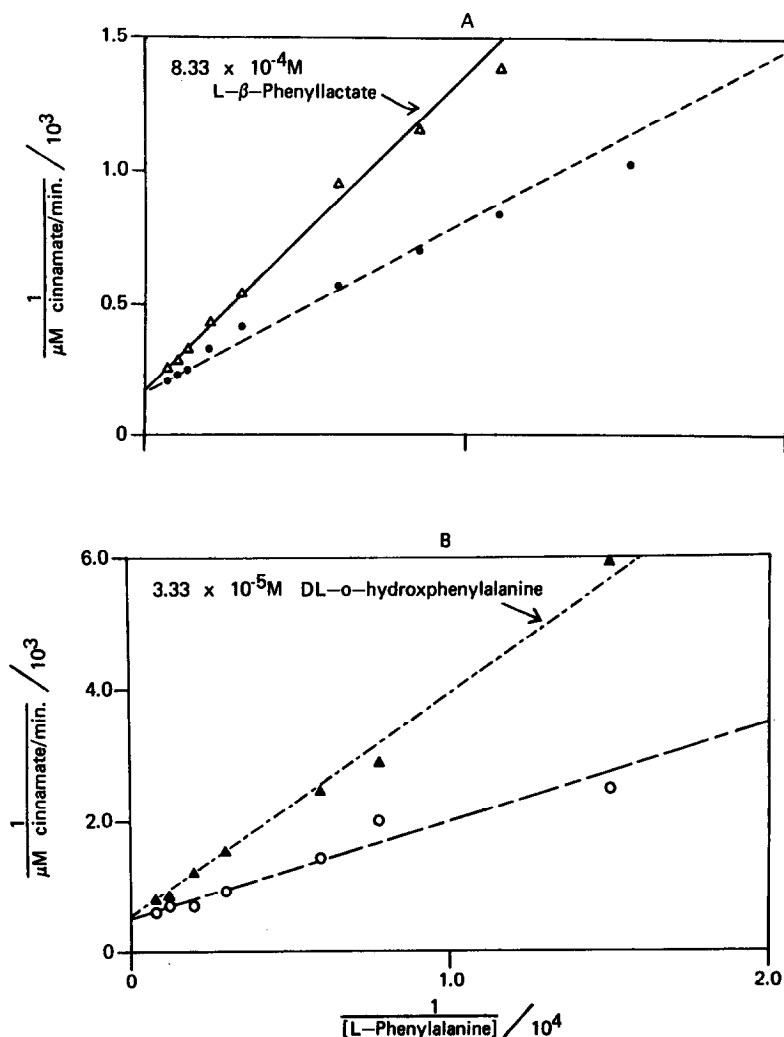 A
1.5
8.33 x 10⁻⁴M
L-β-Phenyllactate
1.0
0.5
0
1
μM cinnamate/min. / 10³
B
6.0
3.33 x 10⁻⁵M DL-o-hydroxphenylalanine
4.0
2.0
0
1
μM cinnamate/min. / 10³
0
1.0
2.0
1
[L-Phenylalanine] / 10⁴